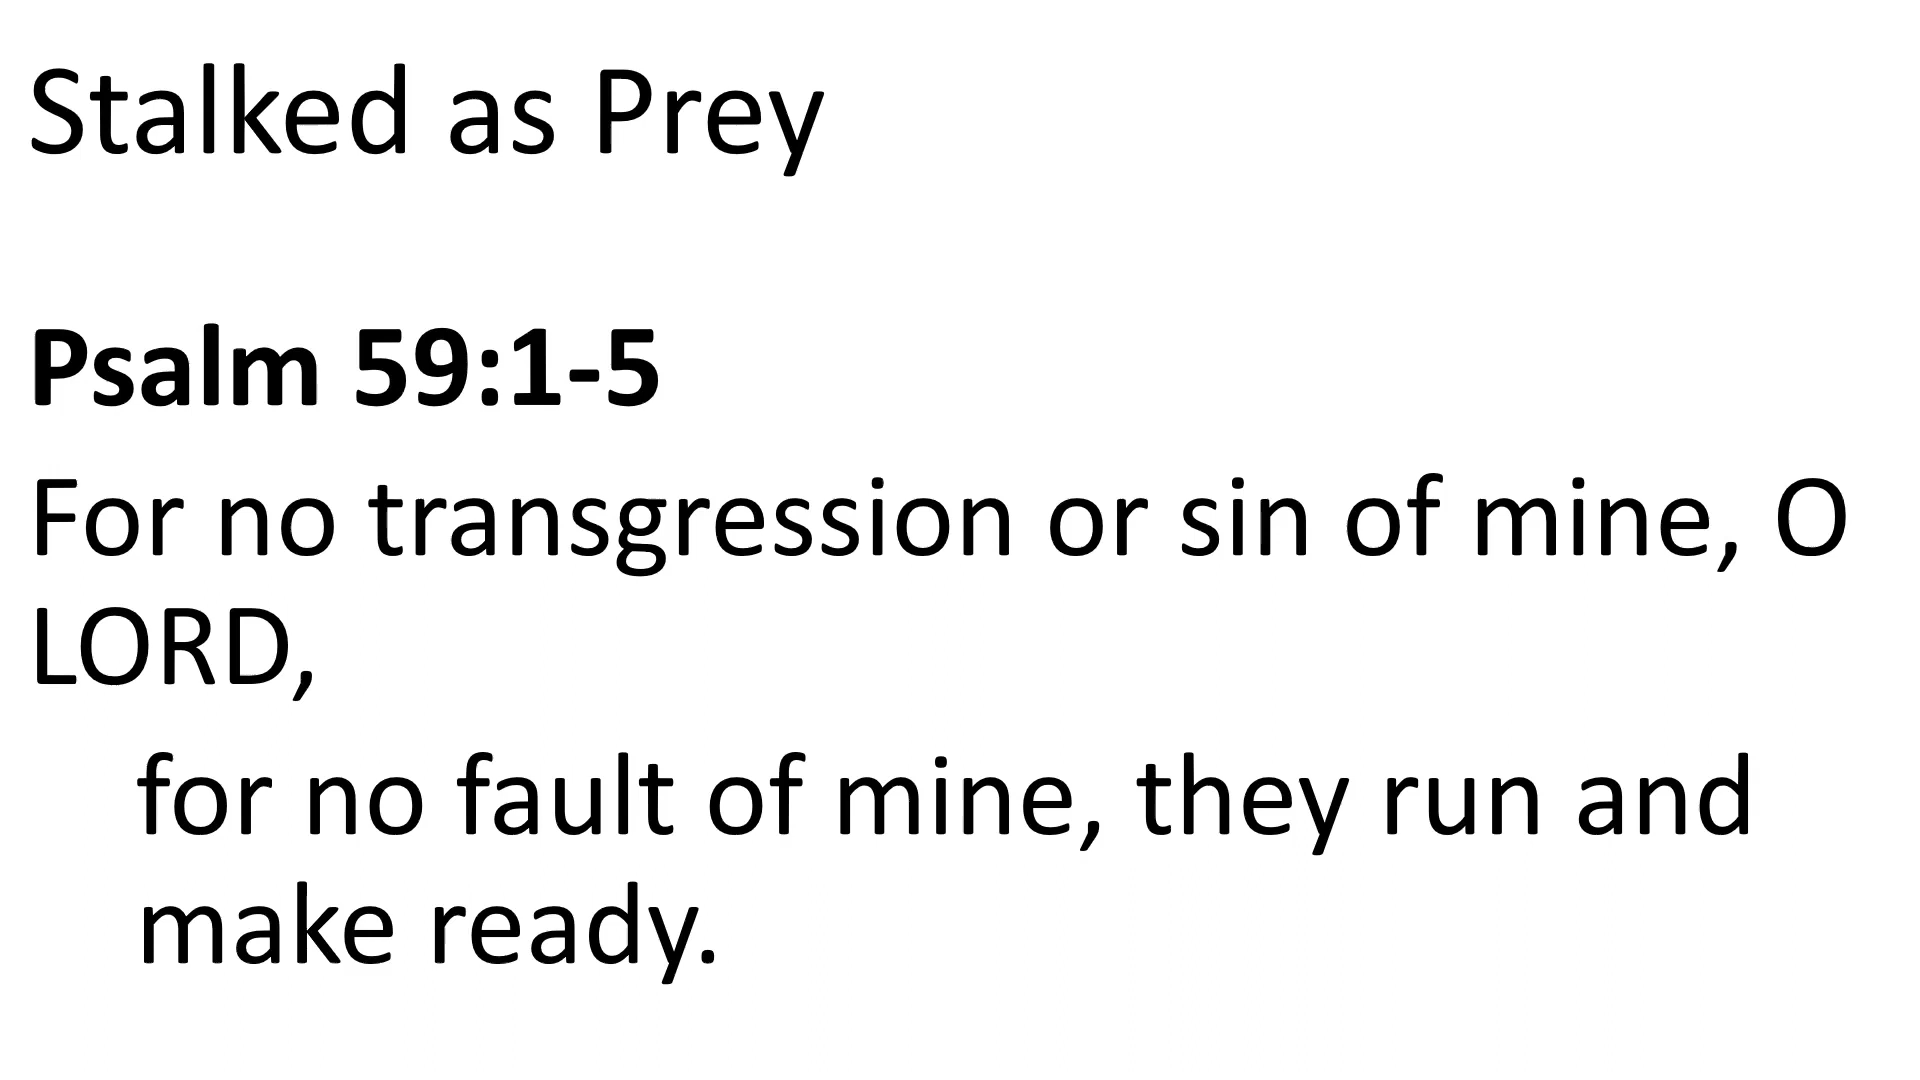 Stalked as Prey
Psalm 59:1-5
For no transgression or sin of mine, O
LORD,
for no fault of mine, they run and
make ready.